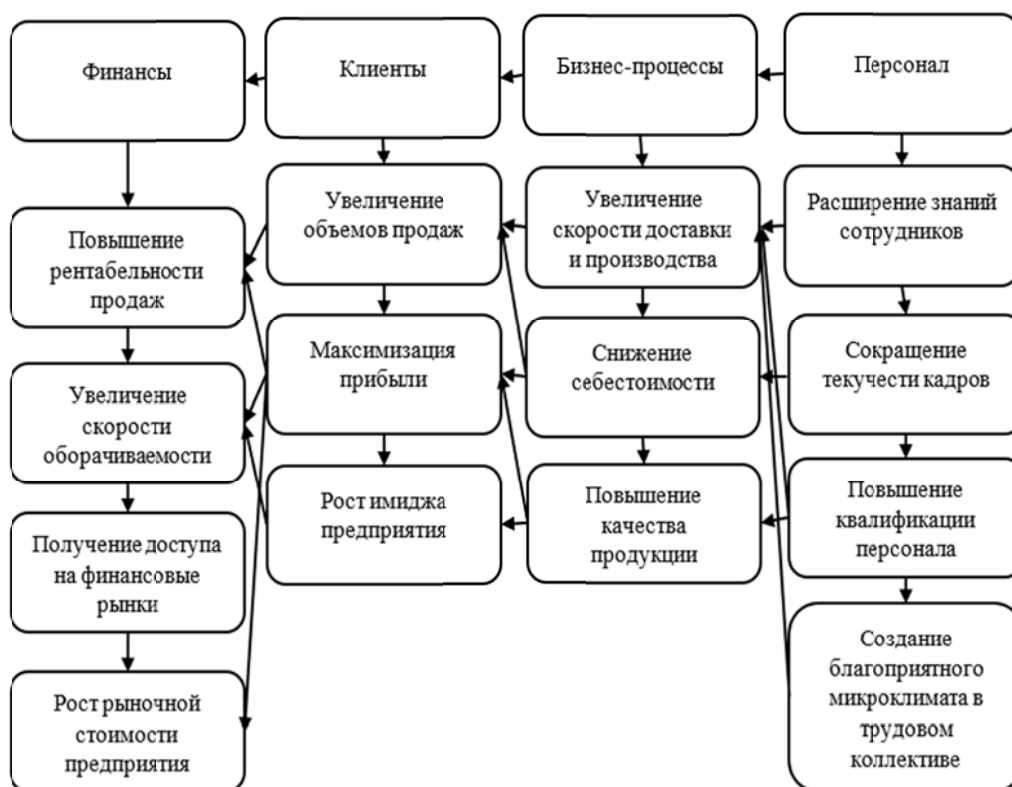 Финансы
Клиенты
Бизнес-процессы
Персонал
Повышение
рентабельности
продаж
Увеличение
скорости
оборачиваемости
Получение доступа
на финансовые
рынки
Рост рыночной
стоимости
предприятия
Увеличение
объемов продаж
Максимизация
прибыли
Рост имиджа
предприятия
Увеличение
скорости доставки
и производства
Снижение
себестоимости
Повышение
качества
продукции
Расширение знаний
сотрудников
Сокращение
текучести кадров
Повышение
квалификации
персонала
Создание
благоприятного
микроклимата в
трудовом
коллективе